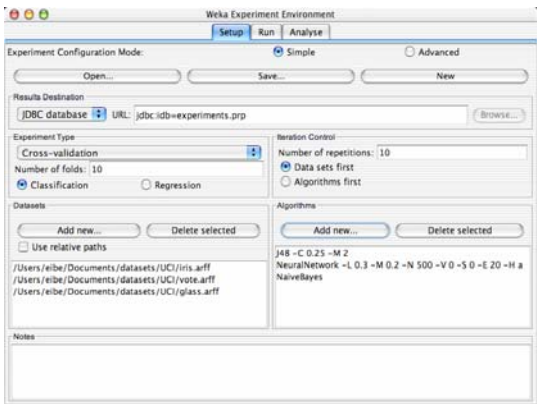 Weka Experiment Environment
Setup Run Analyse
Experiment Configuration Mode: Simple Advanced
Open... Save... New
Results Destination
JDBC database URL: jdbc:idb=experiments.prp Browse...
Experiment Type
Cross-validation
Number of folds: 10
Classification Regression
Iteration Control
Number of repetitions: 10
Data sets first
Algorithms first
Datasets
Add new... Delete selected
Use relative paths
/Users/eibe/Documents/datasets/UCI/iris.arff
/Users/eibe/Documents/datasets/UCI/vote.arff
/Users/eibe/Documents/datasets/UCI/glass.arff
Algorithms
Add new... Delete selected
J48 -C 0.25 -M 2
NeuralNetwork -L 0.3 -M 0.2 -N 500 -V 0 -S 0 -E 20 -H a
NaiveBayes
Notes